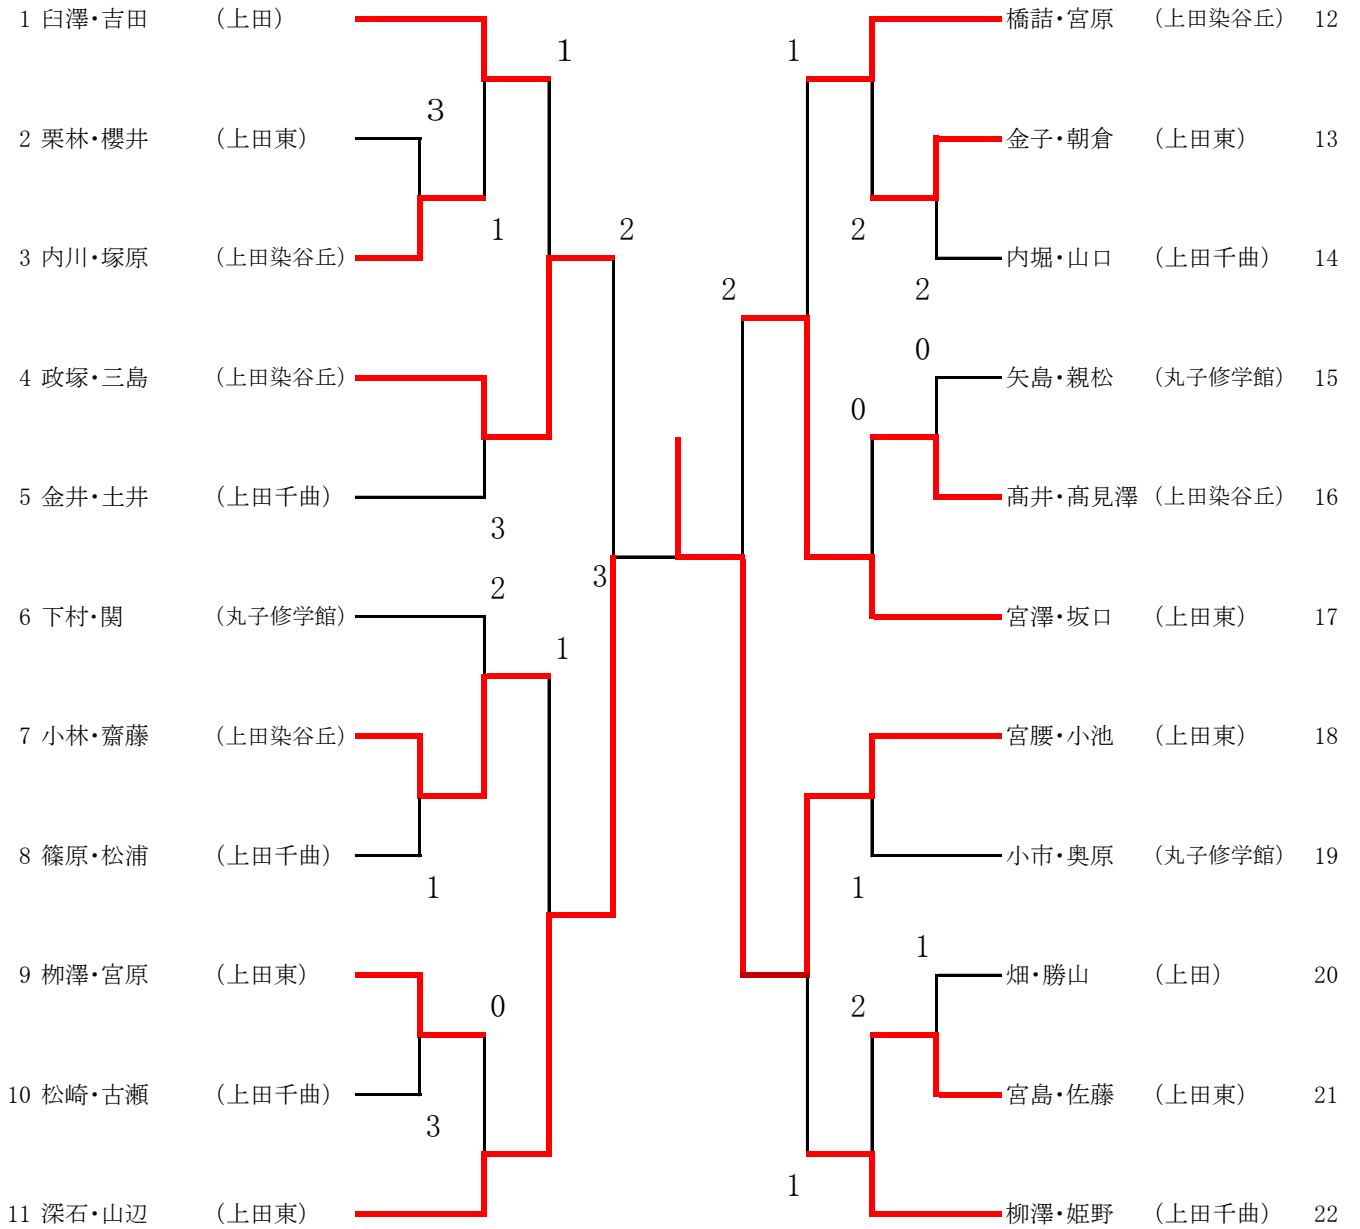 1 臼澤・吉田 (上田)
2 栗林・櫻井 (上田東)
3 内川・塚原 (上田染谷丘)
4 政塚・三島 (上田染谷丘)
5 金井・土井 (上田千曲)
6 下村・関 (丸子修学館)
7 小林・齋藤 (上田染谷丘)
8 篠原・松浦 (上田千曲)
9 栁澤・宮原 (上田東)
10 松崎・古瀬 (上田千曲)
11 深石・山辺 (上田東)
3
1
3
2
1
0
3
1
1
2
3
2
1
2
2
0
0
1
1
2
1
橋詰・宮原 (上田染谷丘) 12
金子・朝倉 (上田東) 13
内堀・山口 (上田千曲) 14
矢島・親松 (丸子修学館) 15
髙井・髙見澤 (上田染谷丘) 16
宮澤・坂口 (上田東) 17
宮腰・小池 (上田東) 18
小市・奥原 (丸子修学館) 19
畑・勝山 (上田) 20
宮島・佐藤 (上田東) 21
柳澤・姫野 (上田千曲) 22